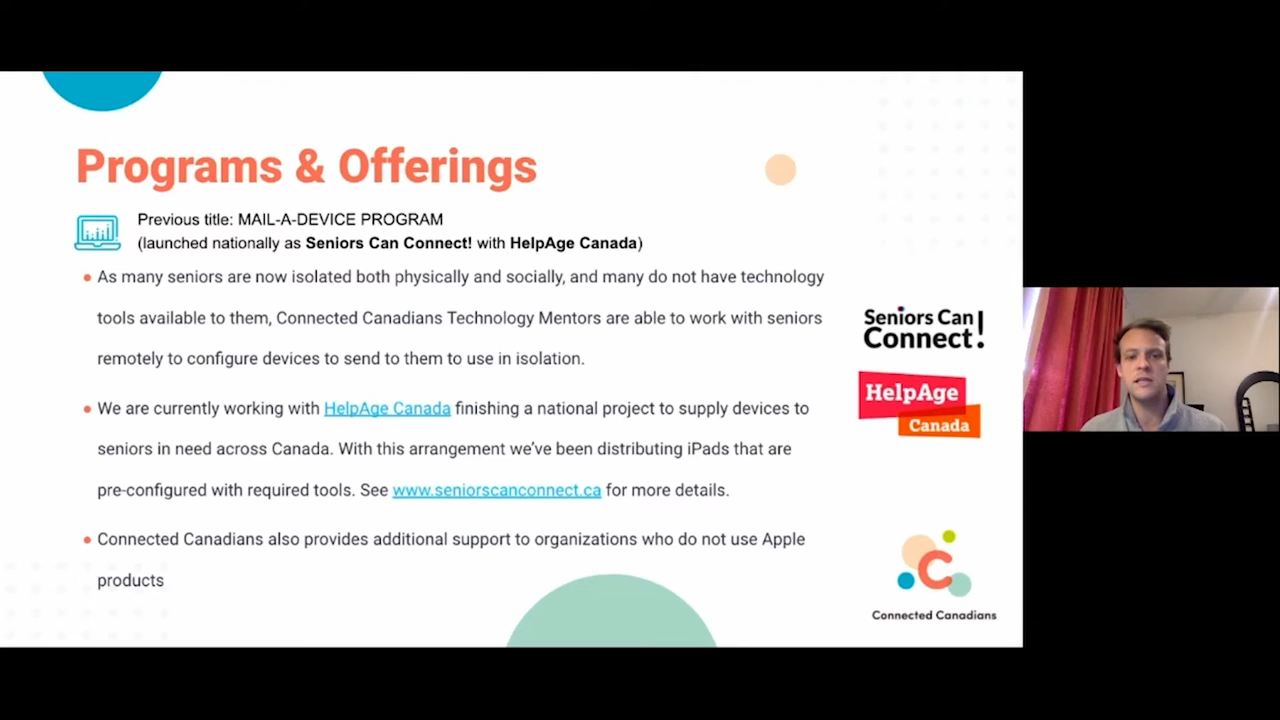 Programs & Offerings
Previous title: MAIL-A-DEVICE PROGRAM
(launched nationally as Seniors Can Connect! with HelpAge Canada)
• As many seniors are now isolated both physically and socially, and many do not have technology
tools available to them, Connected Canadians Technology Mentors are able to work with seniors
remotely to configure devices to send to them to use in isolation.
• We are currently working with HelpAge Canada finishing a national project to supply devices to
seniors in need across Canada. With this arrangement we’ve been distributing iPads that are
pre-configured with required tools. See www.seniorscanconnect.ca for more details.
• Connected Canadians also provides additional support to organizations who do not use Apple
products
Seniors Can
Connect!
HelpAge
Canada
Connected Canadians